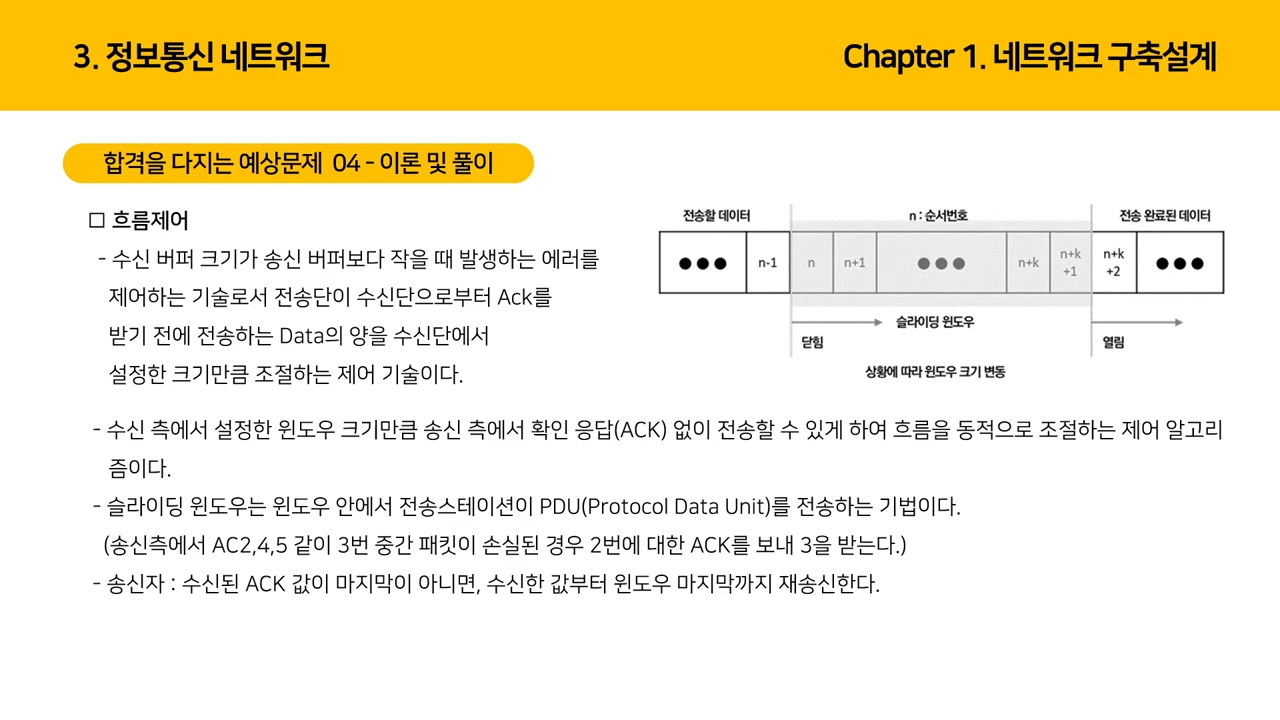 3. 정보통신 네트워크
Chapter 1. 네트워크 구축설계
합격을 다지는 예상문제 04 - 이론 및 풀이
□ 흐름제어
- 수신 버퍼 크기가 송신 버퍼보다 작을 때 발생하는 에러를
제어하는 기술로서 전송단이 수신단으로부터 Ack를
받기 전에 전송하는 Data의 양을 수신단에서
설정한 크기만큼 조절하는 제어 기술이다.
전송할 데이터
n : 순서번호
전송 완료된 데이터
●●● n-1 n n+1 ●●● n+k n+k +1 n+k +2 ●●●
슬라이딩 윈도우
닫힘
열림
상황에 따라 윈도우 크기 변동
- 수신 측에서 설정한 윈도우 크기만큼 송신 측에서 확인 응답(ACK) 없이 전송할 수 있게 하여 흐름을 동적으로 조절하는 제어 알고리
즘이다.
- 슬라이딩 윈도우는 윈도우 안에서 전송스테이션이 PDU(Protocol Data Unit)를 전송하는 기법이다.
(송신측에서 AC2,4,5 같이 3번 중간 패킷이 손실된 경우 2번에 대한 ACK를 보내 3을 받는다.)
- 송신자 : 수신된 ACK 값이 마지막이 아니면, 수신한 값부터 윈도우 마지막까지 재송신한다.